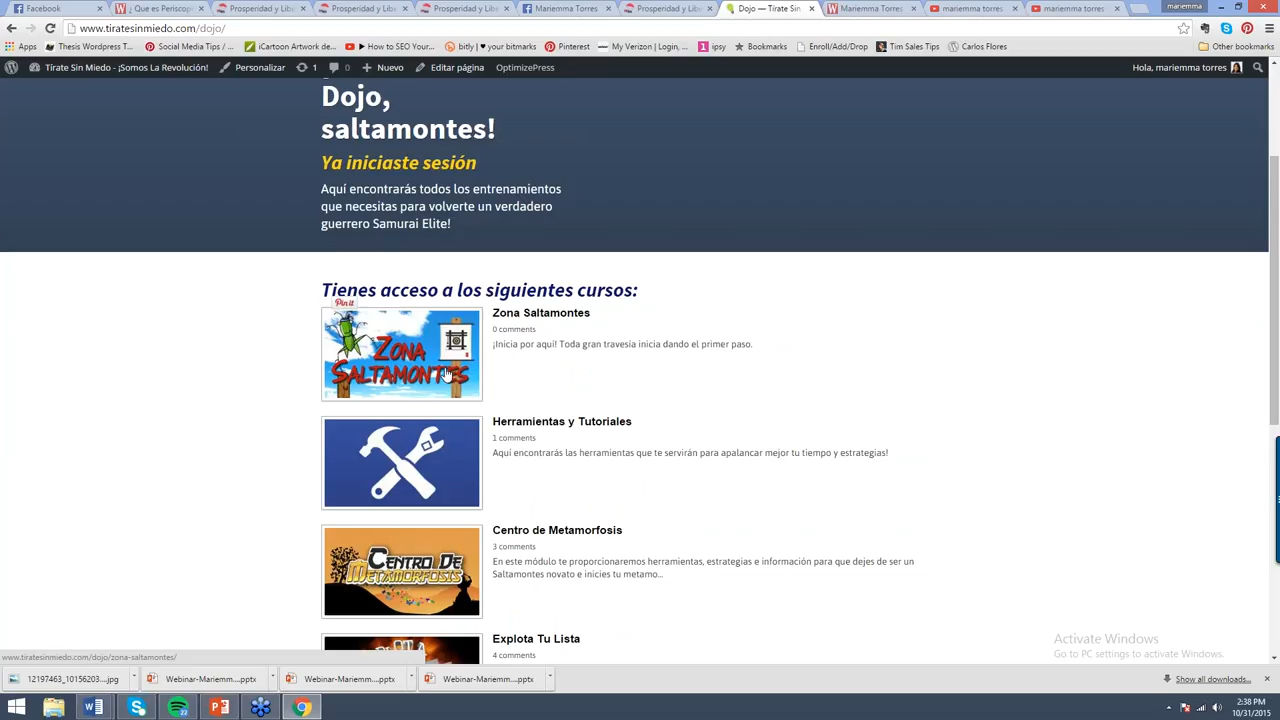 mariemma
Facebook
¿ Que es Periscop
Prosperidad y Libe
Prosperidad y Libe
Prosperidad y Libe
Mariemma Torres
Prosperidad y Libe
Dojo — Tirate Sin
Mariemma Torres
mariemma torres
mariemma torres
www.tiratesinmiedo.com/dojo/
Apps
Thesis Wordpress T...
Social Media Tips / ...
iCartoon Artwork de...
► How to SEO Your...
bitly | ♥ your bitmarks
Pinterest
My Verizon | Login, ...
ipsy
Bookmarks
Enroll/Add/Drop
Tim Sales Tips
Carlos Flores
Other bookmarks
Tírate Sin Miedo - ¡Somos La Revolución!
Personalizar
1
0
Nuevo
Editar página
OptimizePress
Hola, mariemma torres
Dojo,
saltamontes!
Ya iniciaste sesión
Aquí encontrarás todos los entrenamientos
que necesitas para volverte un verdadero
guerrero Samurai Elite!
Tienes acceso a los siguientes cursos:
Pin it
ZONA
SALTAMONTES
Zona Saltamontes
0 comments
¡Inicia por aqui! Toda gran travesía inicia dando el primer paso.
Herramientas y Tutoriales
1 comments
Aqui encontrarás las herramientas que te servirán para apalancar mejor tu tiempo y estrategias!
CENTRO DE
METAMORFOSIS
Centro de Metamorfosis
3 comments
En este módulo te proporcionaremos herramientas, estrategias e información para que dejes de ser un
Saltamontes novato e inicies tu metamo...
Explota Tu Lista
4 comments
Activate Windows
Go to PC settings to activate Windows.
www.tiratesinmiedo.com/dojo/zona-saltamontes/
12197463_10156203....jpg
Webinar-Mariemm....pptx
Webinar-Mariemm....pptx
Webinar-Mariemm....pptx
Show all downloads...
2:38 PM
10/31/2015